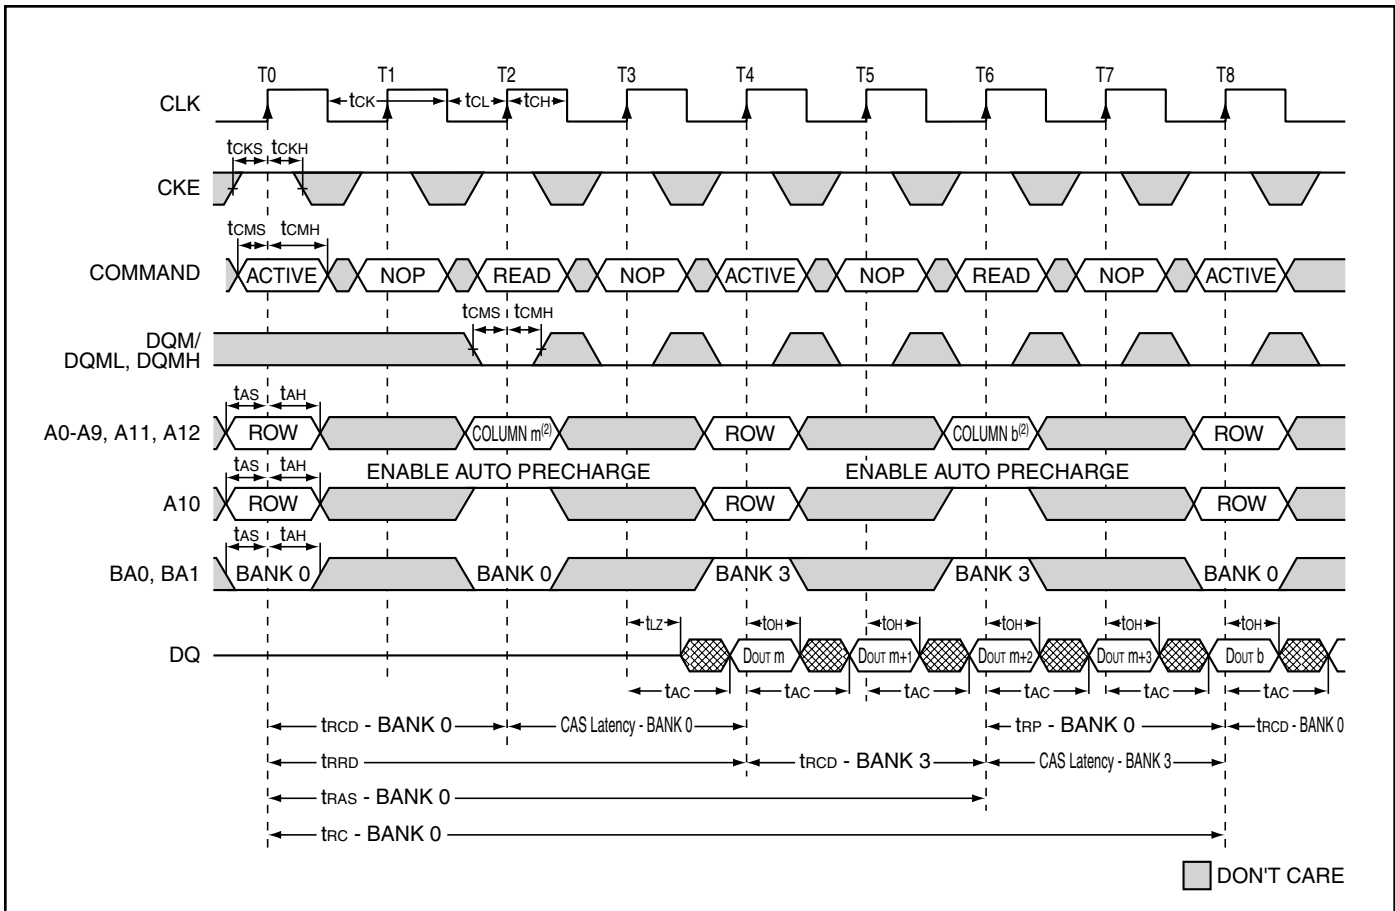 T0 T1 T2 T3 T4 T5 T6 T7 T8
CLK tCK tCL tCH
tCKS tCKH
CKE
tCMS tCMH
COMMAND ACTIVE NOP READ NOP ACTIVE NOP READ NOP ACTIVE
tCMS tCMH
DQM/
DQML, DQMH
tAS tAH
A0-A9, A11, A12 ROW COLUMN m(2) ROW COLUMN b(2) ROW
tAS tAH ENABLE AUTO PRECHARGE ENABLE AUTO PRECHARGE
A10 ROW ROW ROW
tAS tAH
BA0, BA1 BANK 0 BANK 0 BANK 3 BANK 3 BANK 0
tLZ tOH tOH tOH tOH tOH
DQ DOUT m DOUT m+1 DOUT m+2 DOUT m+3 DOUT b
tAC tAC tAC tAC tAC tAC
tRCD - BANK 0 CAS Latency - BANK 0 tRP - BANK 0 tRCD - BANK 0
tRRD tRCD - BANK 3 CAS Latency - BANK 3
tRAS - BANK 0
tRC - BANK 0
DON'T CARE